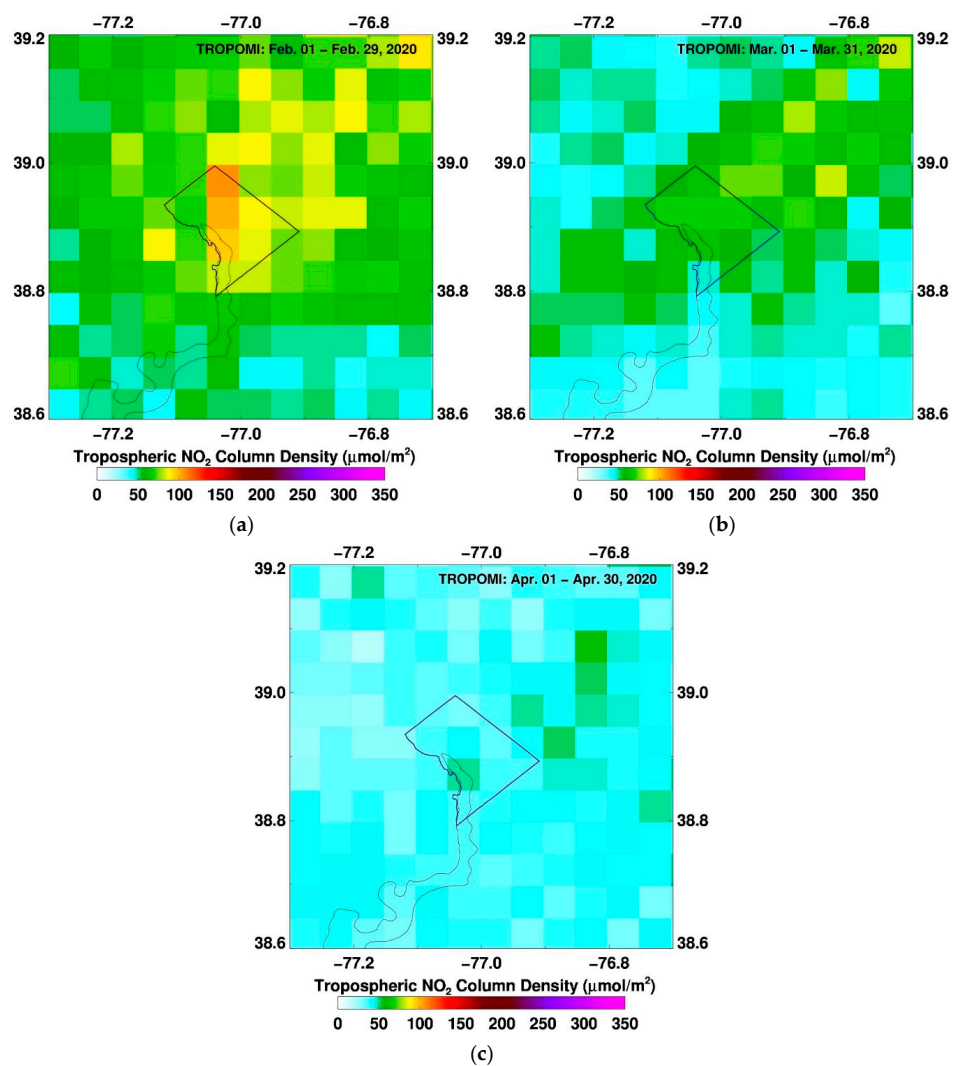 −77.2 −77.0 −76.8
39.2 TROPOMI: Feb. 01 − Feb. 29, 2020 39.2
39.0 39.0
38.8 38.8
38.6 38.6
−77.2 −77.0 −76.8
Tropospheric NO₂ Column Density (μmol/m²)
0 50 100 150 200 250 300 350
(a)
−77.2 −77.0 −76.8
39.2 TROPOMI: Mar. 01 − Mar. 31, 2020 39.2
39.0 39.0
38.8 38.8
38.6 38.6
−77.2 −77.0 −76.8
Tropospheric NO₂ Column Density (μmol/m²)
0 50 100 150 200 250 300 350
(b)
−77.2 −77.0 −76.8
39.2 TROPOMI: Apr. 01 − Apr. 30, 2020 39.2
39.0 39.0
38.8 38.8
38.6 38.6
−77.2 −77.0 −76.8
Tropospheric NO₂ Column Density (μmol/m²)
0 50 100 150 200 250 300 350
(c)